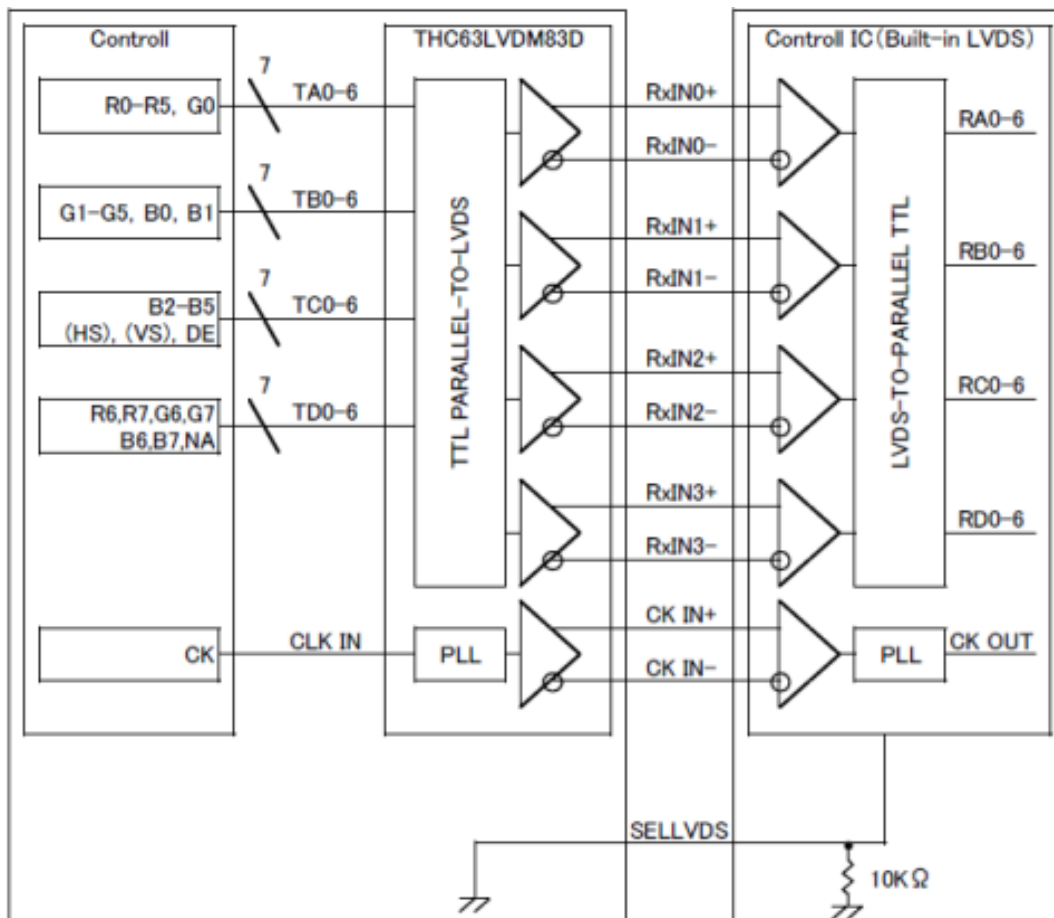 Controll
THC63LVDM83D
Controll IC(Built-in LVDS)
R0-R5, G0
7
TA0-6
RxIN0+
RxIN0-
RA0-6
G1-G5, B0, B1
7
TB0-6
RxIN1+
RxIN1-
RB0-6
B2-B5
(HS), (VS), DE
7
TC0-6
RxIN2+
RxIN2-
RC0-6
R6,R7,G6,G7
B6,B7,NA
7
TD0-6
RxIN3+
RxIN3-
RD0-6
TTL PARALLEL-TO-LVDS
LVDS-TO-PARALLEL TTL
CK
CLK IN
PLL
CK IN+
CK IN-
PLL
CK OUT
SELLVDS
10KΩ